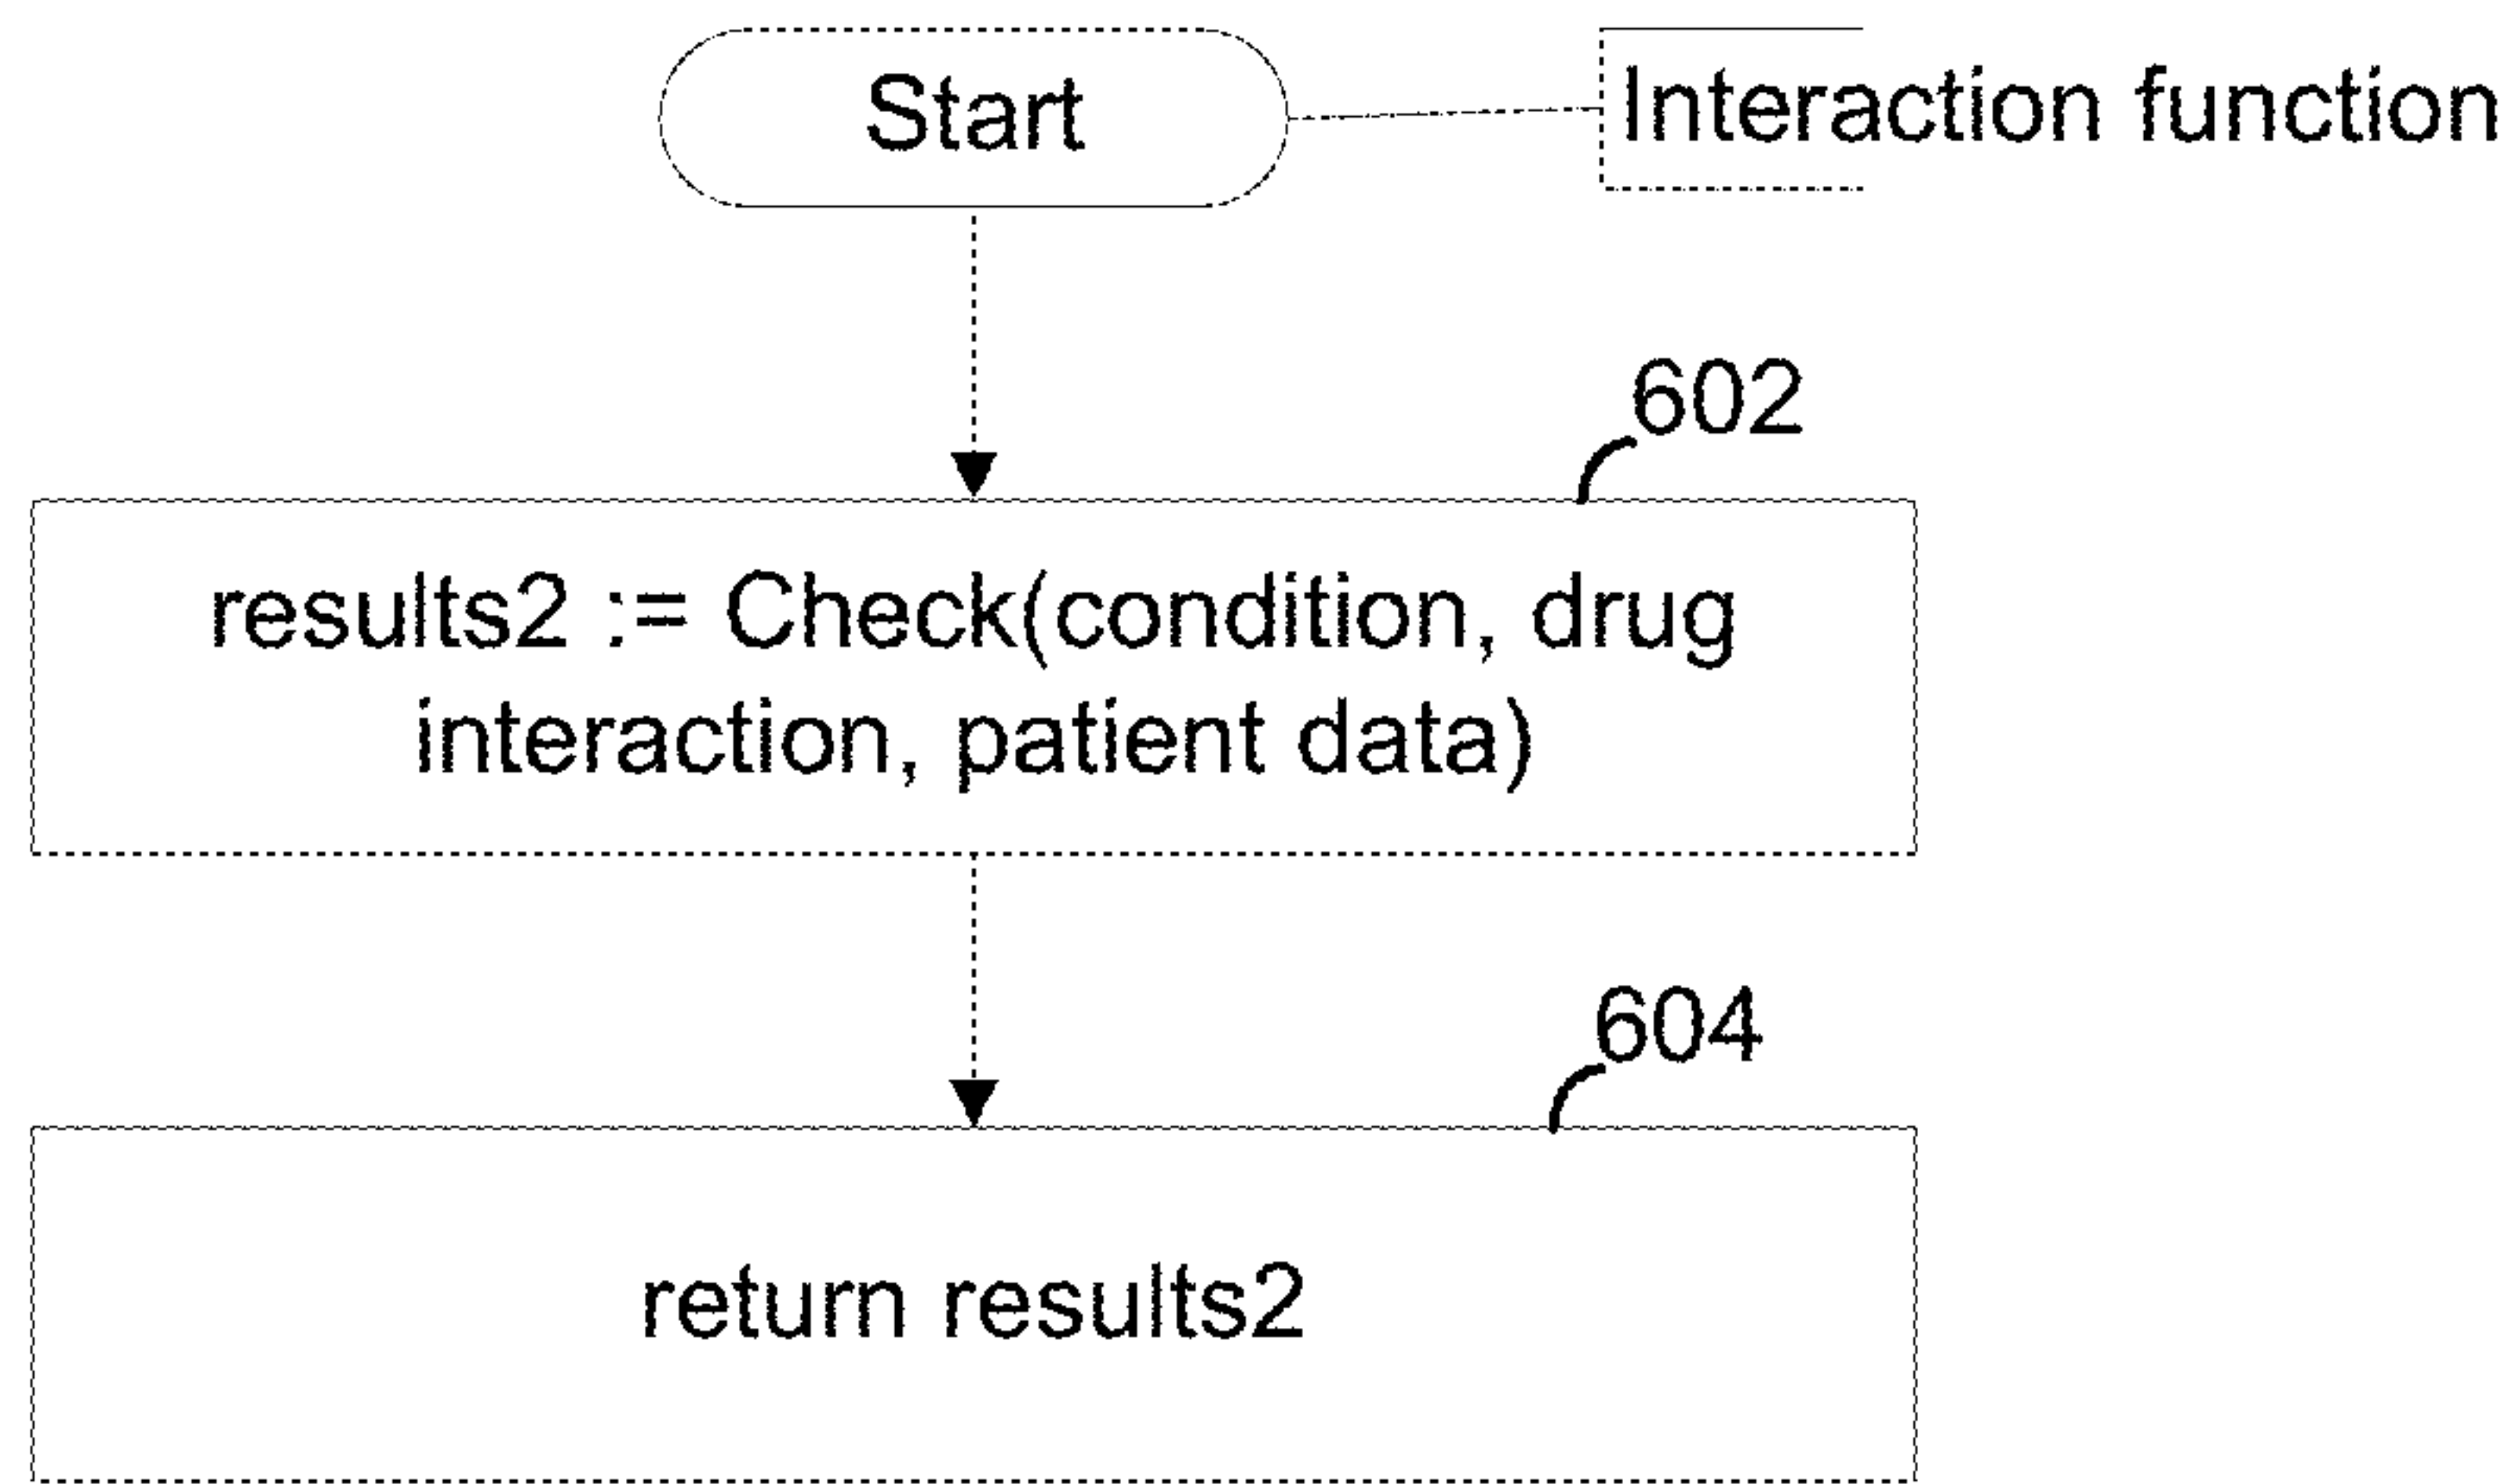 Start
Interaction function
602
results2 := Check(condition, drug
interaction, patient data)
604
return results2